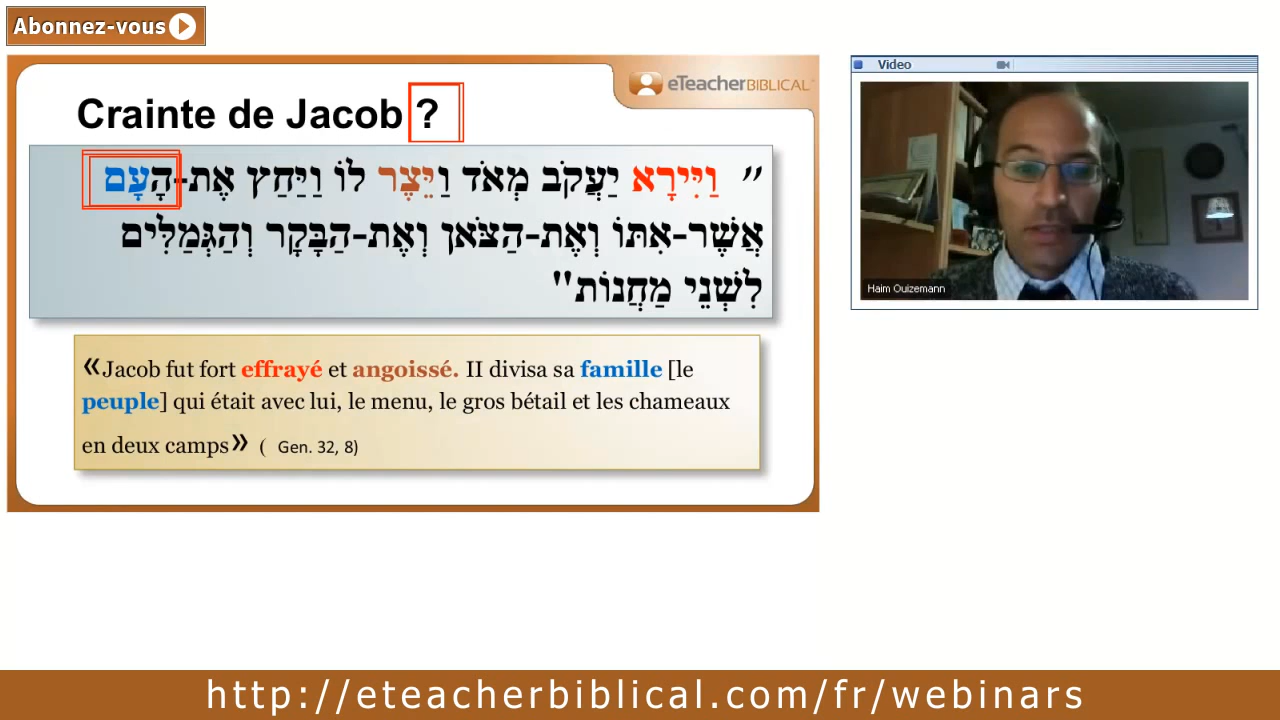 Abonnez-vous
eTeacherBIBLICAL
Crainte de Jacob ?
" וַיִּירָא יַעֲקֹב מְאֹד וַיֵּצֶר לוֹ וַיַּחַץ אֶת-הָעָם
אֲשֶׁר-אִתּוֹ וְאֶת-הַצֹּאן וְאֶת-הַבָּקָר וְהַגְּמַלִּים
לִשְׁנֵי מַחֲנוֹת"
«Jacob fut fort effrayé et angoissé. II divisa sa famille [le
peuple] qui était avec lui, le menu, le gros bétail et les chameaux
en deux camps» ( Gen. 32, 8)
Video
Haim Ouizemann
http://eteacherbiblical.com/fr/webinars